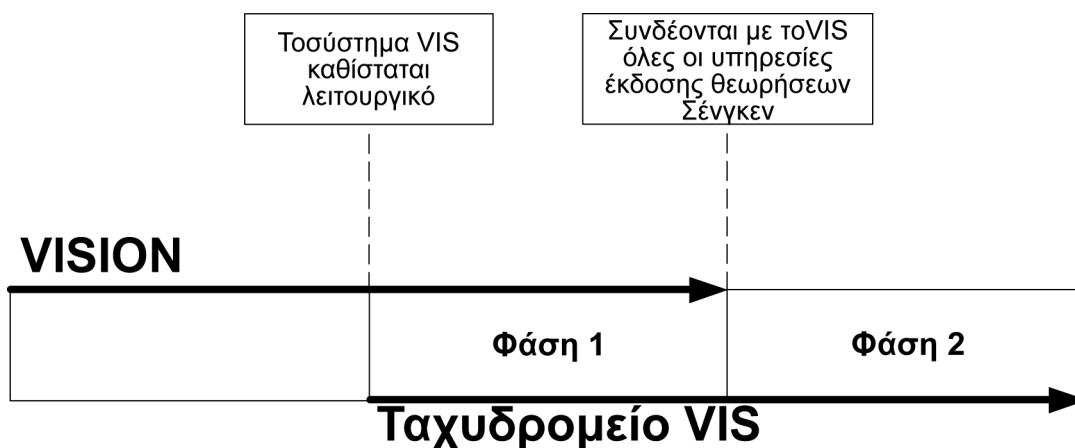 Τοσύστημα VIS
καθίσταται
λειτουργικό
Συνδέονται με τοVIS
όλες οι υπηρεσίες
έκδοσης θεωρήσεων
Σένγκεν
VISION
Φάση 1
Φάση 2
Ταχυδρομείο VIS